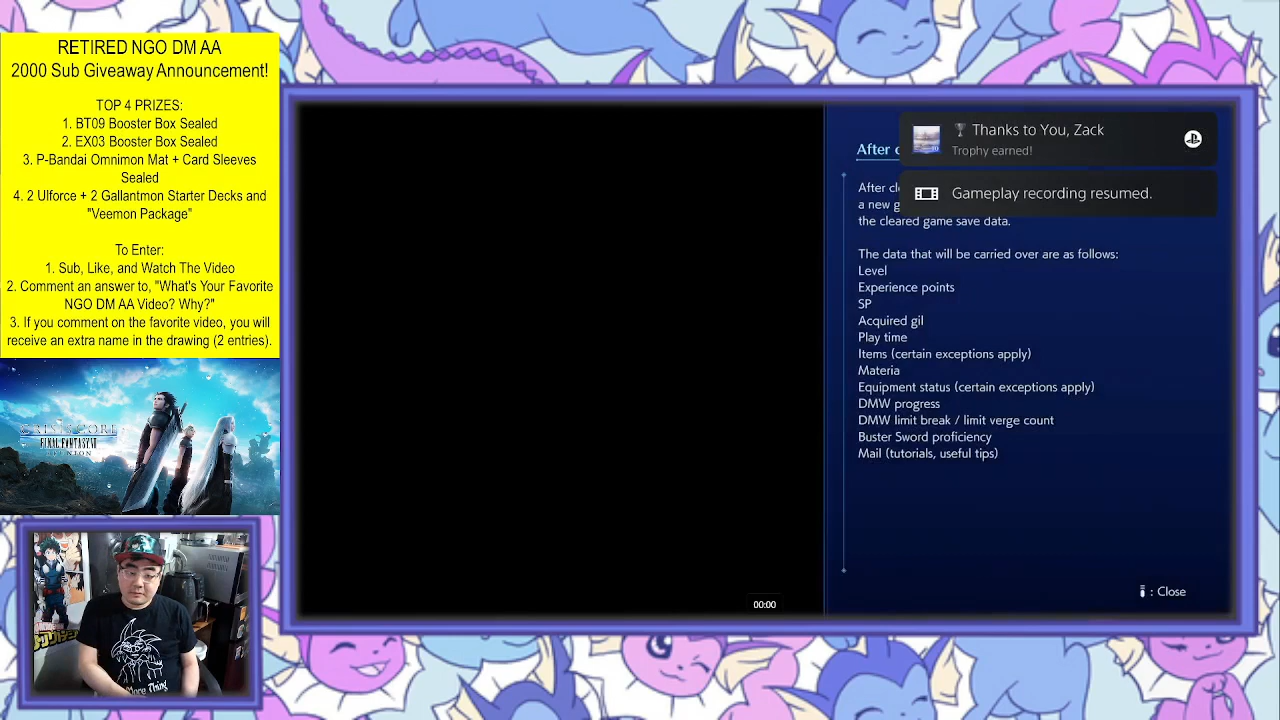 RETIRED NGO DM AA
2000 Sub Giveaway Announcement!
TOP 4 PRIZES:
1. BT09 Booster Box Sealed
2. EX03 Booster Box Sealed
3. P-Bandai Omnimon Mat + Card Sleeves
Sealed
4. 2 Ulforce + 2 Gallantmon Starter Decks and
"Veemon Package"
To Enter:
1. Sub, Like, and Watch The Video
2. Comment an answer to, "What's Your Favorite
NGO DM AA Video? Why?"
3. If you comment on the favorite video, you will
receive an extra name in the drawing (2 entries).
CRISIS CORE
FINAL FANTASY VII
REUNION
More Thing
00:00
Thanks to You, Zack
Trophy earned!
Gameplay recording resumed.
After
After
a new
the cleared game save data.
The data that will be carried over are as follows:
Level
Experience points
SP
Acquired gil
Play time
Items (certain exceptions apply)
Materia
Equipment status (certain exceptions apply)
DMW progress
DMW limit break / limit verge count
Buster Sword proficiency
Mail (tutorials, useful tips)
: Close